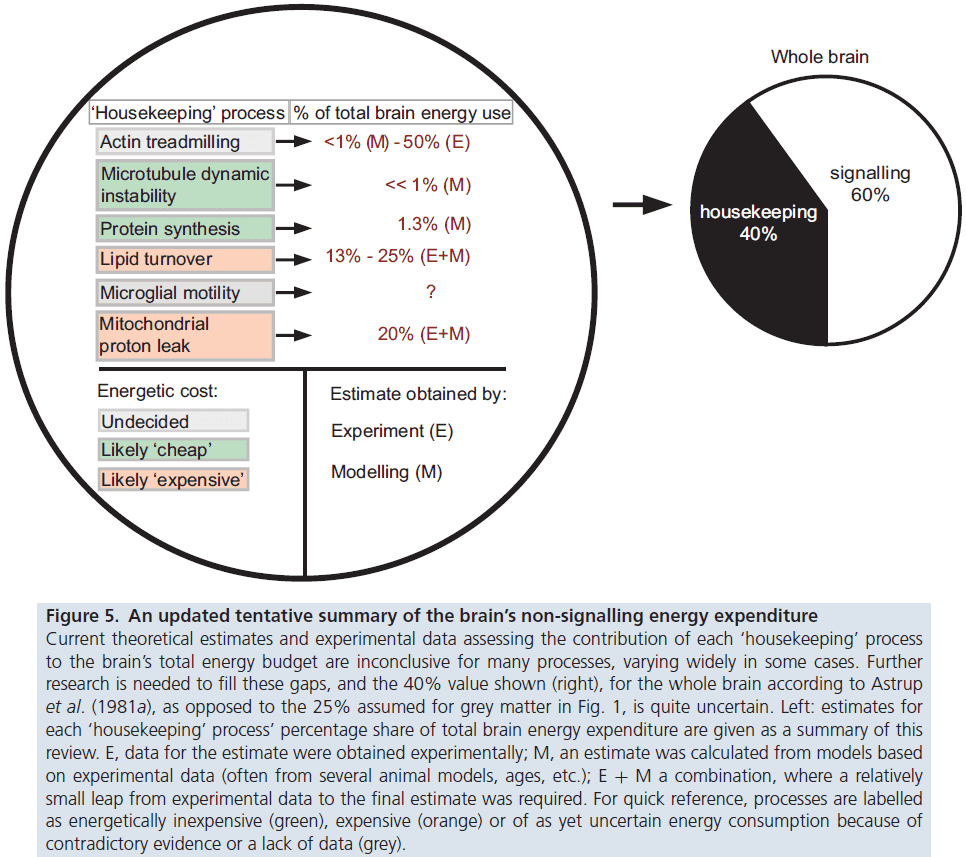 Whole brain
'Housekeeping' process % of total brain energy use
Actin treadmilling <1% (M) - 50% (E)
Microtubule dynamic
instability << 1% (M)
Protein synthesis 1.3% (M)
Lipid turnover 13% - 25% (E+M)
Microglial motility ?
Mitochondrial
proton leak 20% (E+M)
signalling
60%
housekeeping
40%
Energetic cost:
Undecided
Likely 'cheap'
Likely 'expensive'
Estimate obtained by:
Experiment (E)
Modelling (M)
Figure 5. An updated tentative summary of the brain's non-signalling energy expenditure
Current theoretical estimates and experimental data assessing the contribution of each 'housekeeping' process
to the brain's total energy budget are inconclusive for many processes, varying widely in some cases. Further
research is needed to fill these gaps, and the 40% value shown (right), for the whole brain according to Astrup
et al. (1981a), as opposed to the 25% assumed for grey matter in Fig. 1, is quite uncertain. Left: estimates for
each 'housekeeping' process' percentage share of total brain energy expenditure are given as a summary of this
review. E, data for the estimate were obtained experimentally; M, an estimate was calculated from models based
on experimental data (often from several animal models, ages, etc.); E + M a combination, where a relatively
small leap from experimental data to the final estimate was required. For quick reference, processes are labelled
as energetically inexpensive (green), expensive (orange) or of as yet uncertain energy consumption because of
contradictory evidence or a lack of data (grey).